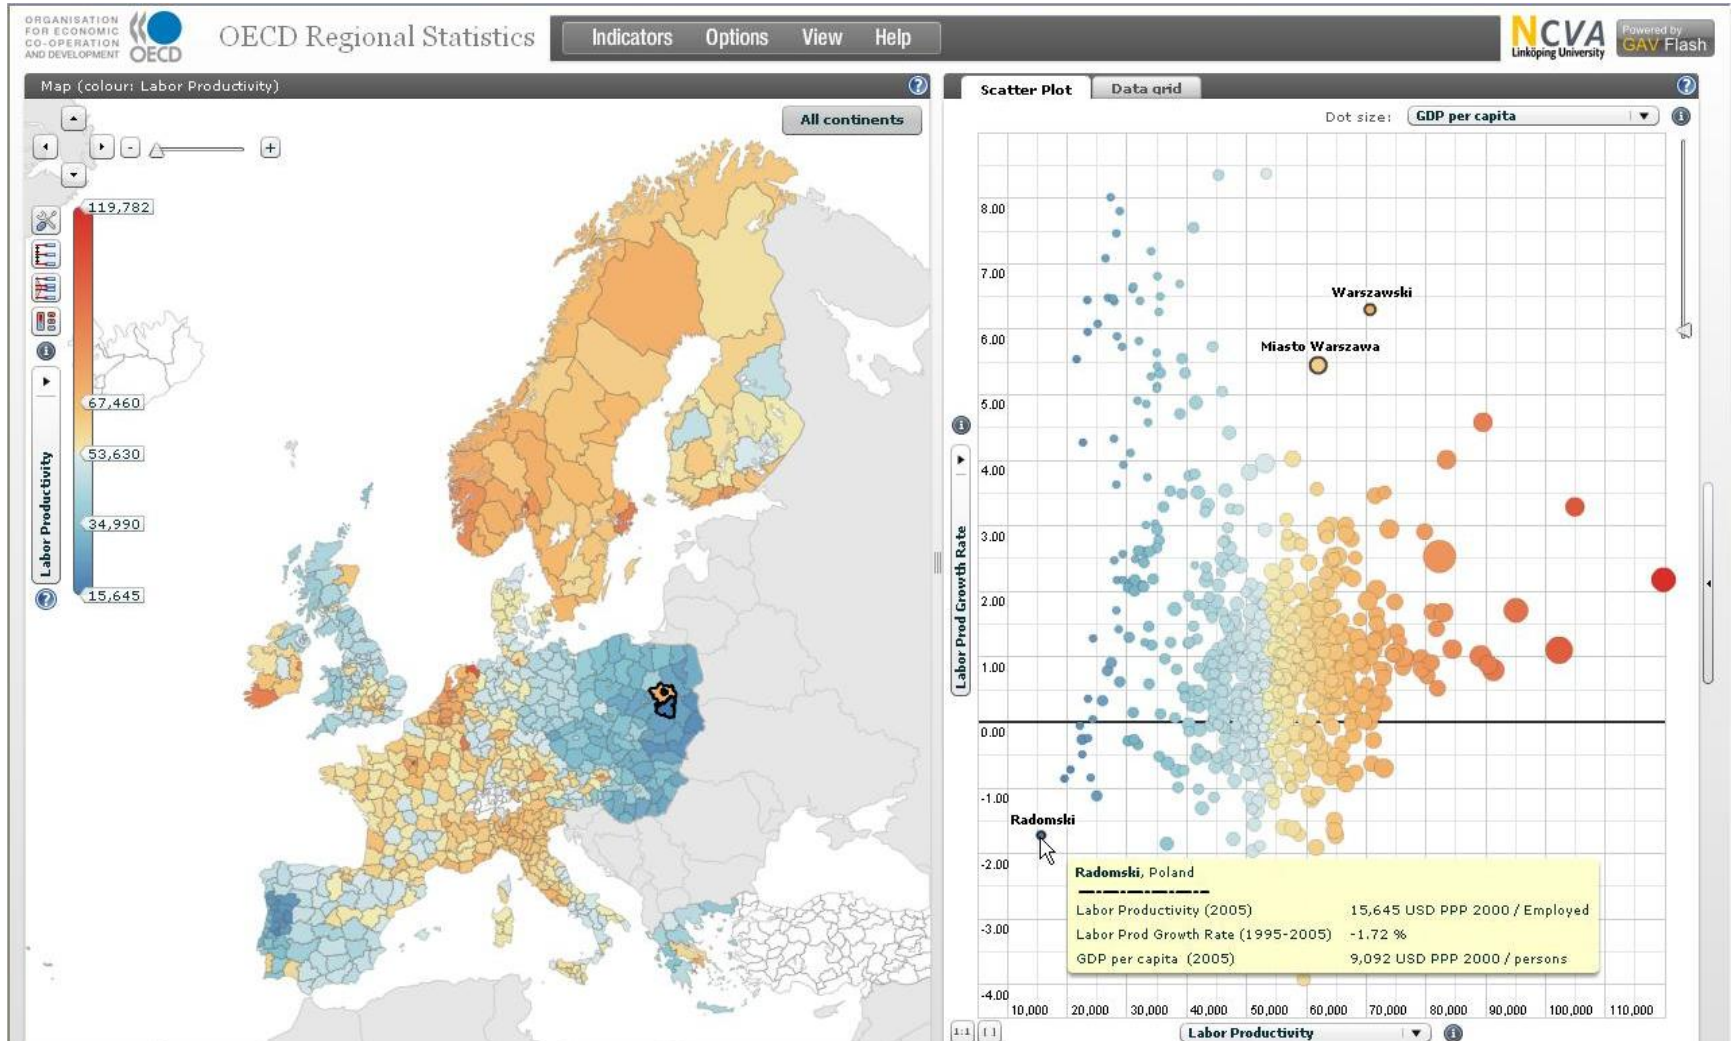 ORGANISATION
FOR ECONOMIC
CO-OPERATION
AND DEVELOPMENT
OECD
OECD Regional Statistics
Indicators Options View Help
NCVA
Linköping University
Powered by
GAV Flash
Map (colour: Labor Productivity)
?
All continents
- +
119,782
67,460
53,630
34,990
15,645
i
Labor Productivity
?
Scatter Plot Data grid ?
Dot size: GDP per capita i
8.00
7.00
6.00
5.00
4.00
3.00
2.00
1.00
0.00
-1.00
-2.00
-3.00
-4.00
i
Labor Prod Growth Rate
Warszawski
Miasto Warszawa
Radomski
Radomski, Poland
Labor Productivity (2005) 15,645 USD PPP 2000 / Employed
Labor Prod Growth Rate (1995-2005) -1.72 %
GDP per capita (2005) 9,092 USD PPP 2000 / persons
10,000 20,000 30,000 40,000 50,000 60,000 70,000 80,000 90,000 100,000 110,000
1:1 [ ] Labor Productivity i